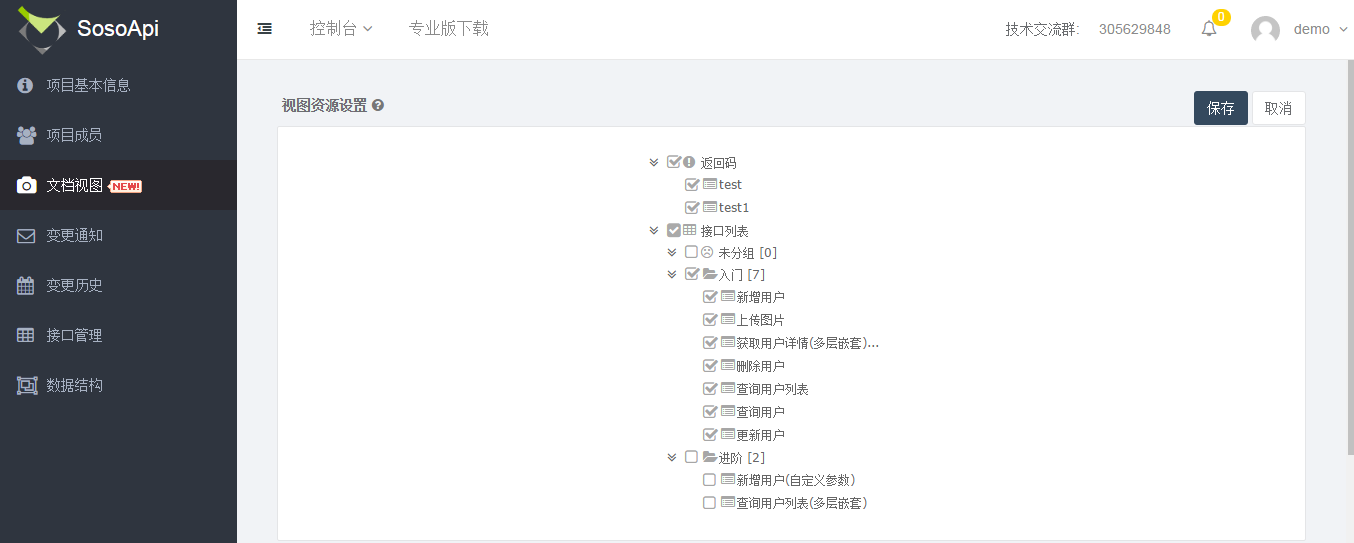 SosoApi
控制台
专业版下载
技术交流群: 305629848
0
demo
项目基本信息
项目成员
文档视图 NEW!
变更通知
变更历史
接口管理
数据结构
视图资源设置
保存
取消
返回码
test
test1
接口列表
未分组 [0]
入门 [7]
新增用户
上传图片
获取用户详情(多层嵌套)...
删除用户
查询用户列表
查询用户
更新用户
进阶 [2]
新增用户(自定义参数)
查询用户列表(多层嵌套)